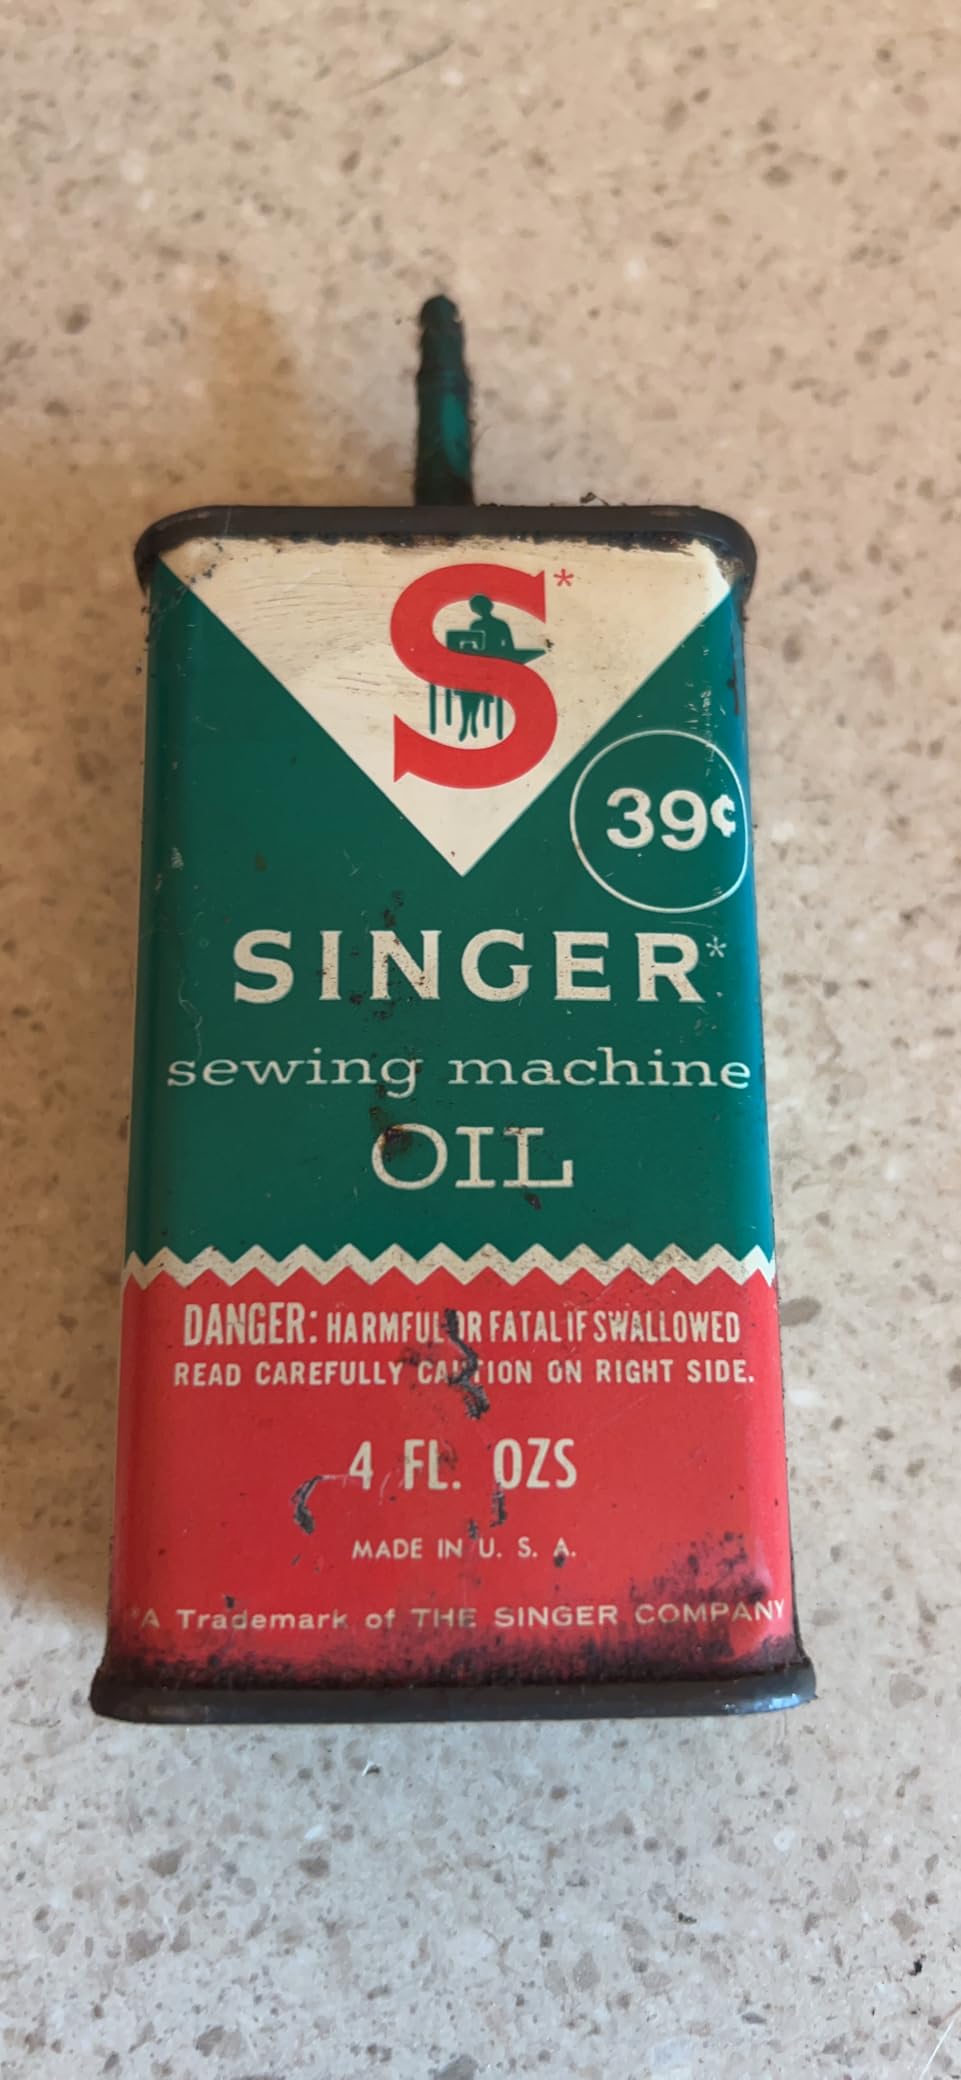 S*
39¢
SINGER*
sewing machine
OIL
DANGER: HARMFUL OR FATAL IF SWALLOWED
READ CAREFULLY CAUTION ON RIGHT SIDE.
4 FL. OZS
MADE IN U. S. A.
*A Trademark of THE SINGER COMPANY